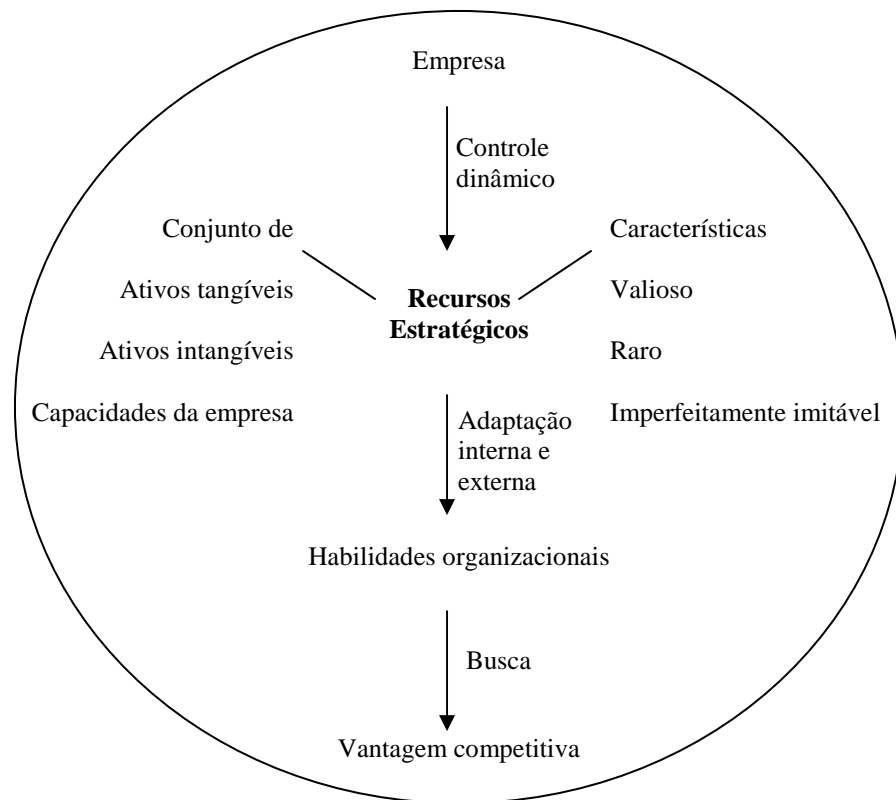 Empresa
Controle
dinâmico
Conjunto de
Características
Ativos tangíveis
Recursos
Estratégicos
Valioso
Ativos intangíveis
Raro
Capacidades da empresa
Adaptação
interna e
externa
Imperfeitamente imitável
Habilidades organizacionais
Busca
Vantagem competitiva